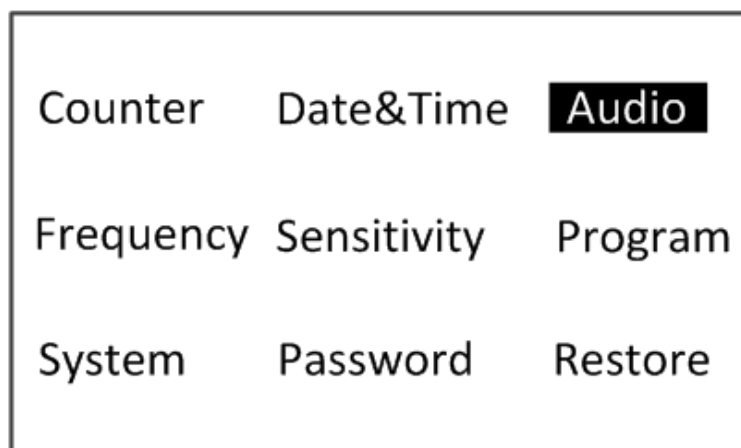 Counter Date&Time Audio
Frequency Sensitivity Program
System Password Restore